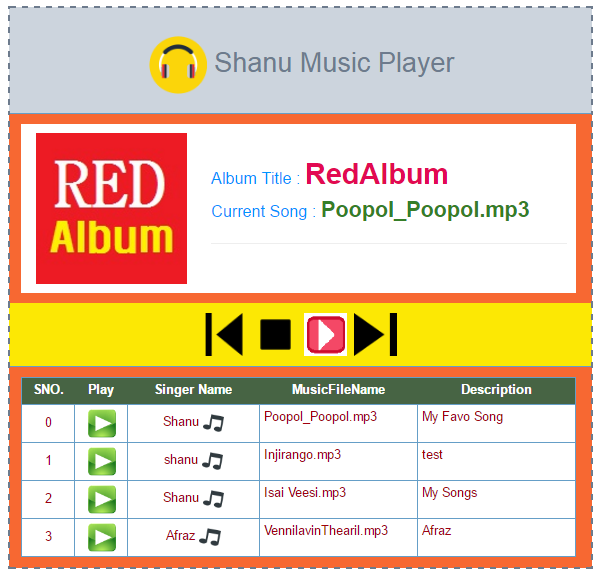 Shanu Music Player
RED
Album
Album Title : RedAlbum
Current Song : Poopol_Poopol.mp3
SNO. Play Singer Name MusicFileName Description
0 Shanu Poopol_Poopol.mp3 My Favo Song
1 shanu Injirango.mp3 test
2 Shanu Isai Veesi.mp3 My Songs
3 Afraz VennilavinThearil.mp3 Afraz